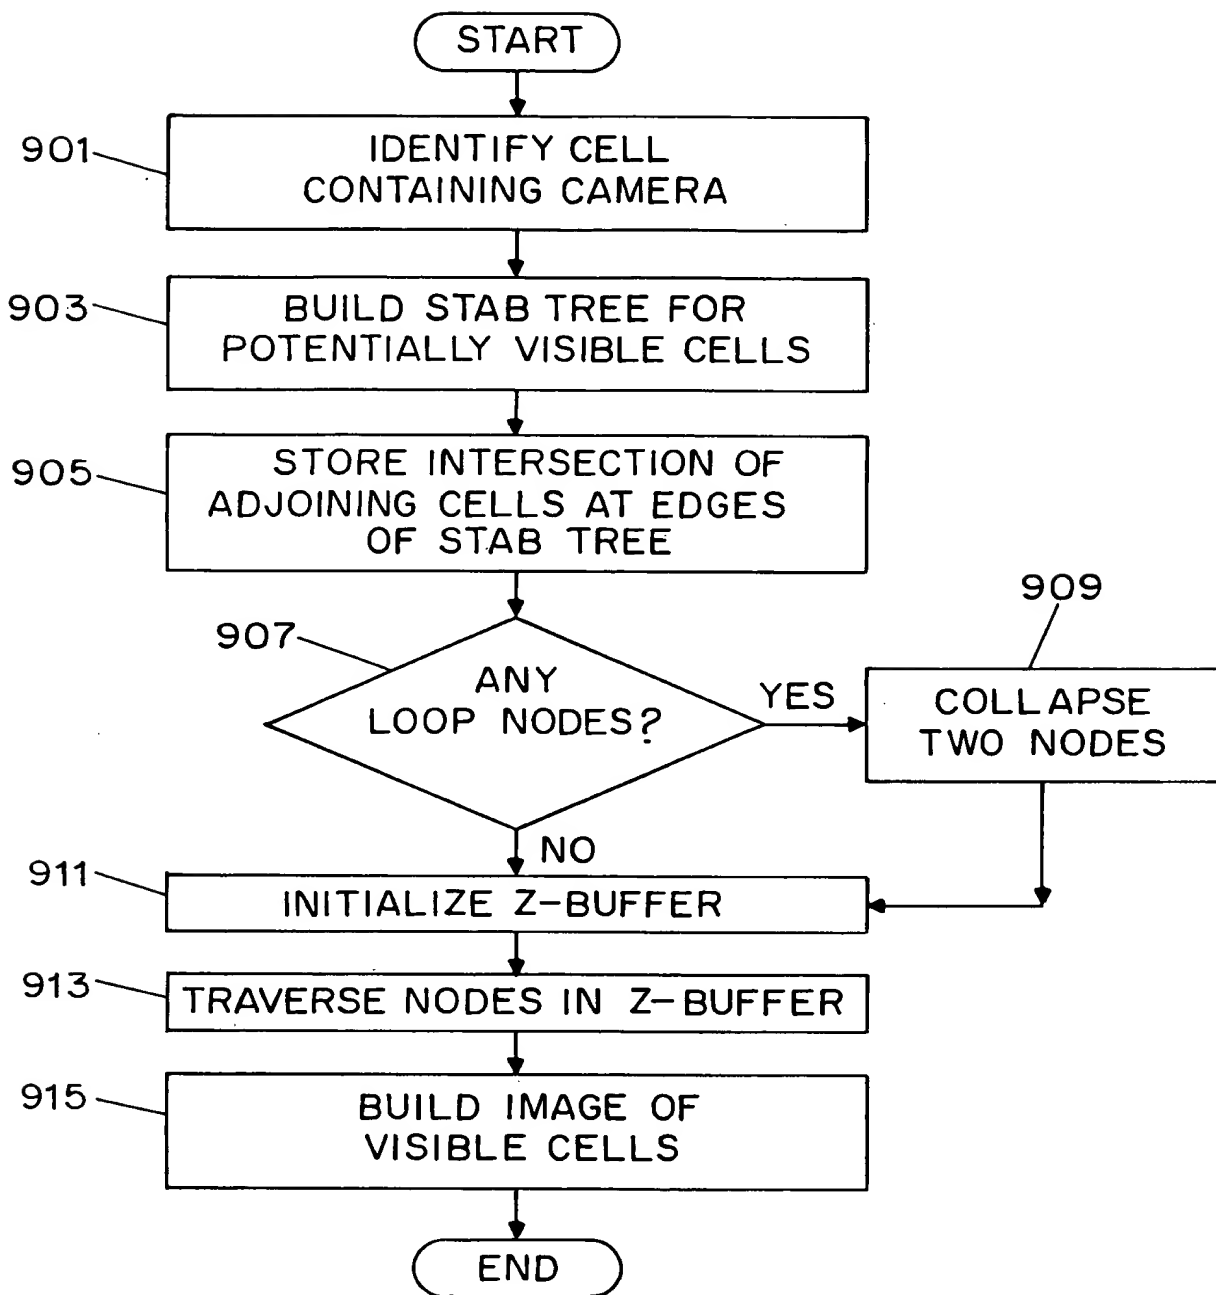 START
901
IDENTIFY CELL
CONTAINING CAMERA
903
BUILD STAB TREE FOR
POTENTIALLY VISIBLE CELLS
905
STORE INTERSECTION OF
ADJOINING CELLS AT EDGES
OF STAB TREE
907
ANY
LOOP NODES?
YES
909
COLLAPSE
TWO NODES
NO
911
INITIALIZE Z-BUFFER
913
TRAVERSE NODES IN Z-BUFFER
915
BUILD IMAGE OF
VISIBLE CELLS
END